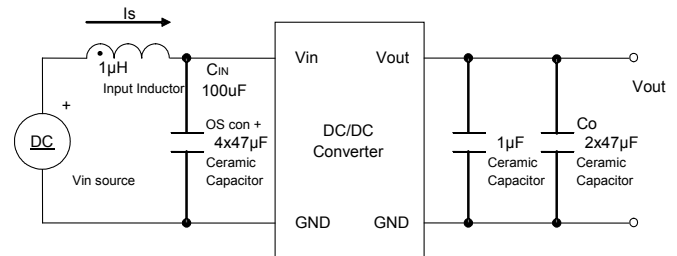 Is
1µH
Input Inductor
CIN
100uF
OS con +
4x47µF
Ceramic
Capacitor
+
DC
Vin source
Vin
Vout
DC/DC
Converter
GND
GND
1µF
Ceramic
Capacitor
Co
2x47µF
Ceramic
Capacitor
Vout